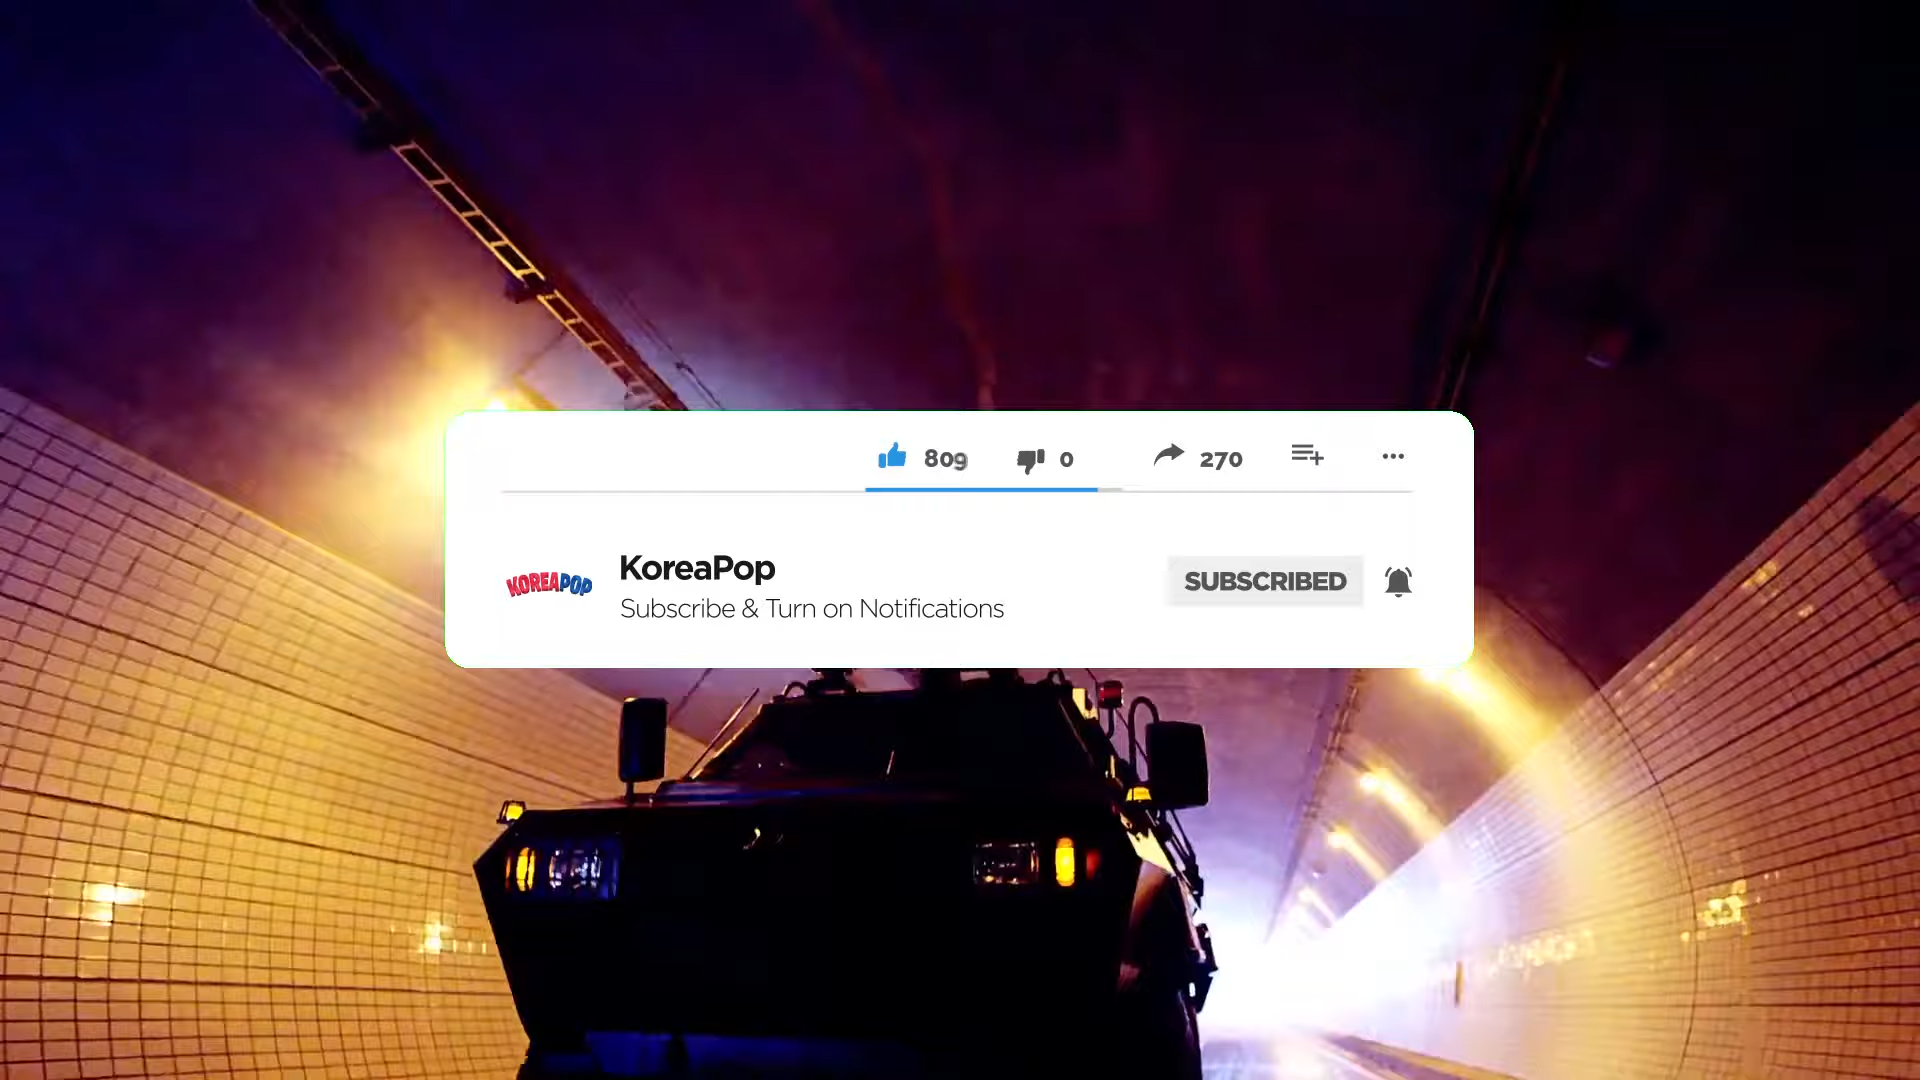 809
0
270
KOREAPOP
KoreaPop
Subscribe & Turn on Notifications
SUBSCRIBED